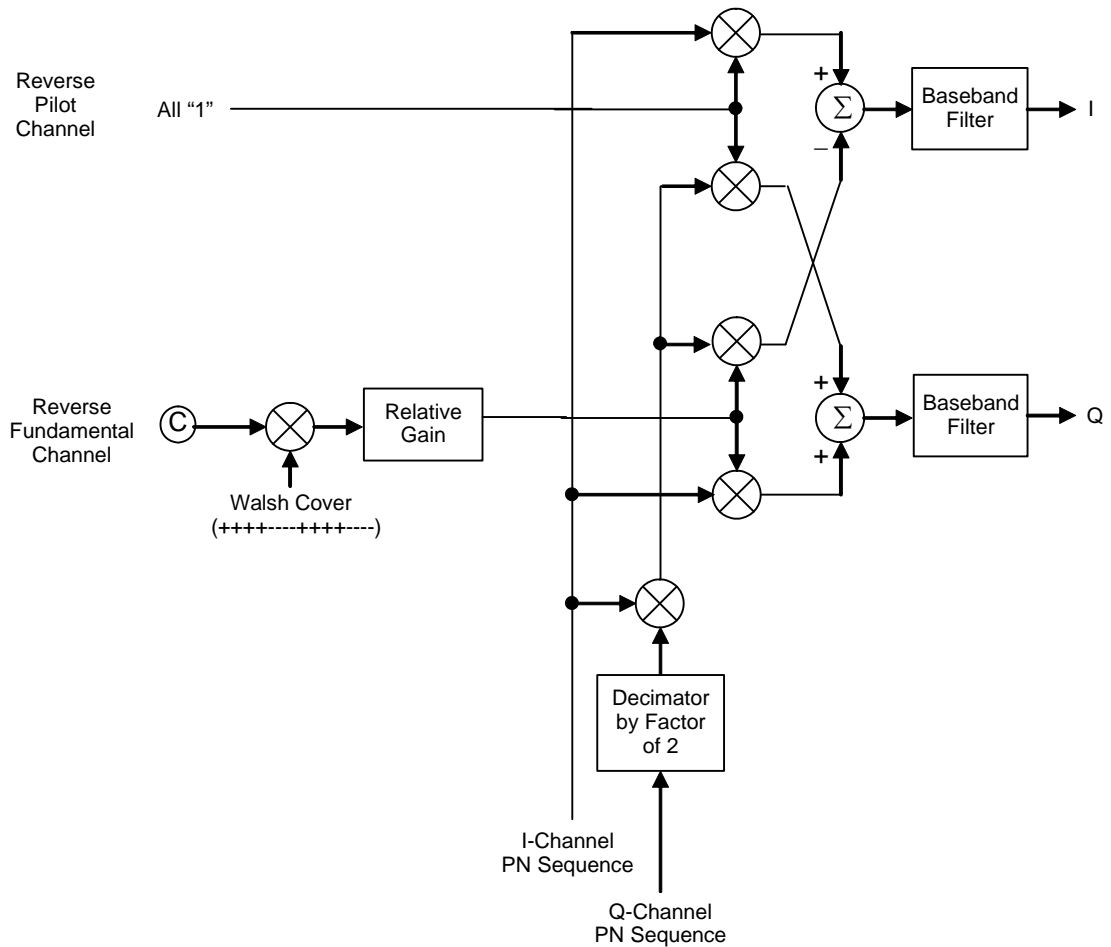 Reverse
Pilot
Channel
All “1”
+
Σ
–
Baseband
Filter
I
Reverse
Fundamental
Channel
C
Relative
Gain
Walsh Cover
(++++----++++----)
+
Σ
+
Baseband
Filter
Q
Decimator
by Factor
of 2
I-Channel
PN Sequence
Q-Channel
PN Sequence